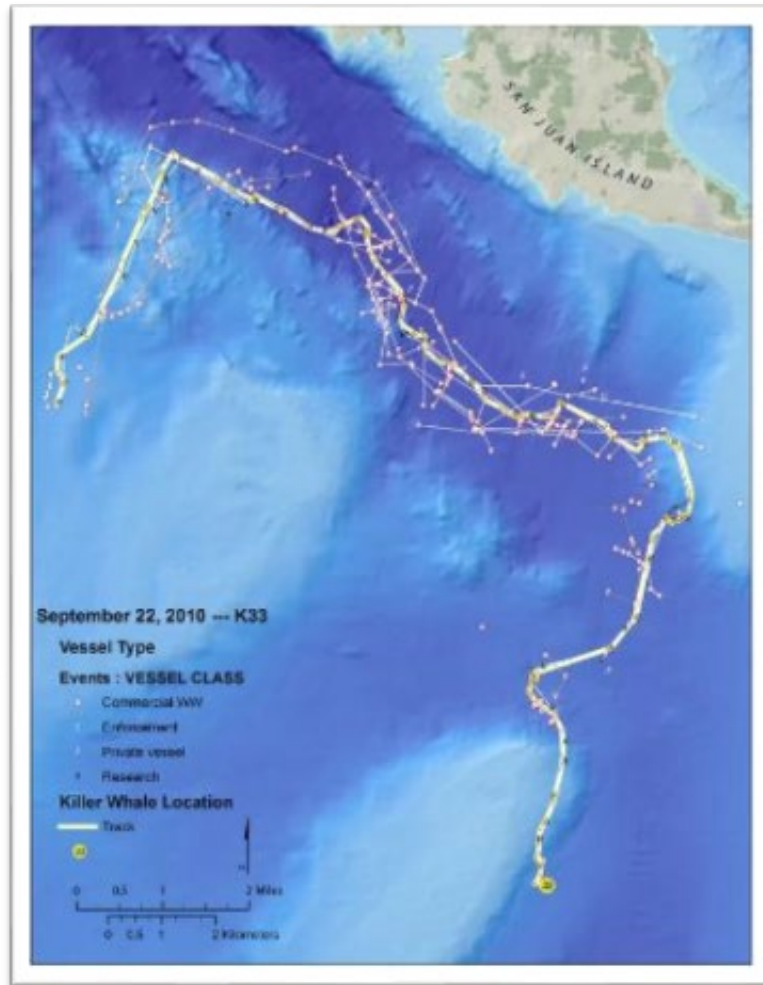 SAN JUAN ISLAND
September 22, 2010 --- K33
Vessel Type
Events : VESSEL CLASS
Commercial WW
Enforcement
Private vessel
Research
Killer Whale Location
Track
0 0.5 1 2 Miles
0 0.5 1 2 Kilometers